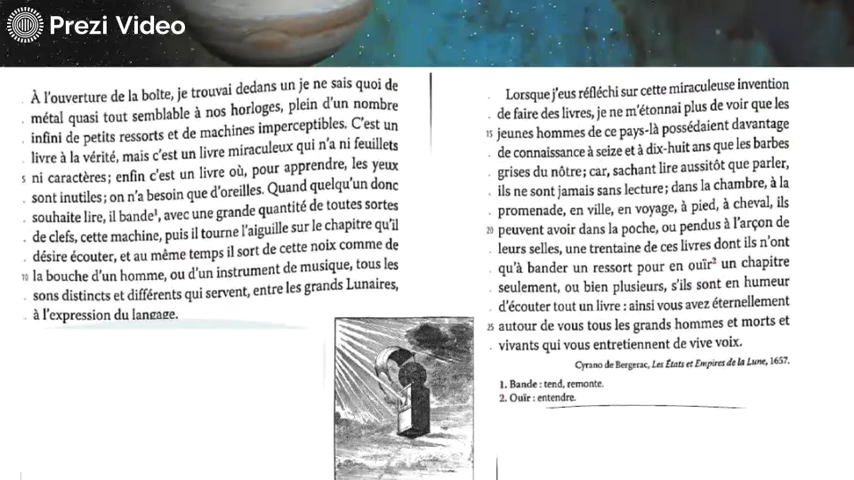 Prezi Video
À l'ouverture de la boîte, je trouvai dedans un je ne sais quoi de
métal quasi tout semblable à nos horloges, plein d'un nombre
infini de petits ressorts et de machines imperceptibles. C'est un
livre à la vérité, mais c'est un livre miraculeux qui n'a ni feuillets
5 ni caractères ; enfin c'est un livre où, pour apprendre, les yeux
sont inutiles ; on n'a besoin que d'oreilles. Quand quelqu'un donc
souhaite lire, il bande¹, avec une grande quantité de toutes sortes
de clefs, cette machine, puis il tourne l'aiguille sur le chapitre qu'il
désire écouter, et au même temps il sort de cette noix comme de
10 la bouche d'un homme, ou d'un instrument de musique, tous les
sons distincts et différents qui servent, entre les grands Lunaires,
à l'expression du langage.
Lorsque j'eus réfléchi sur cette miraculeuse invention
de faire des livres, je ne m'étonnai plus de voir que les
15 jeunes hommes de ce pays-là possédaient davantage
de connaissance à seize et à dix-huit ans que les barbes
grises du nôtre ; car, sachant lire aussitôt que parler,
ils ne sont jamais sans lecture ; dans la chambre, à la
promenade, en ville, en voyage, à pied, à cheval, ils
20 peuvent avoir dans la poche, ou pendus à l'arçon de
leurs selles, une trentaine de ces livres dont ils n'ont
qu'à bander un ressort pour en ouïr² un chapitre
seulement, ou bien plusieurs, s'ils sont en humeur
d'écouter tout un livre : ainsi vous avez éternellement
25 autour de vous tous les grands hommes et morts et
vivants qui vous entretiennent de vive voix.
Cyrano de Bergerac, Les États et Empires de la Lune, 1657.
1. Bande : tend, remonte.
2. Ouïr : entendre.